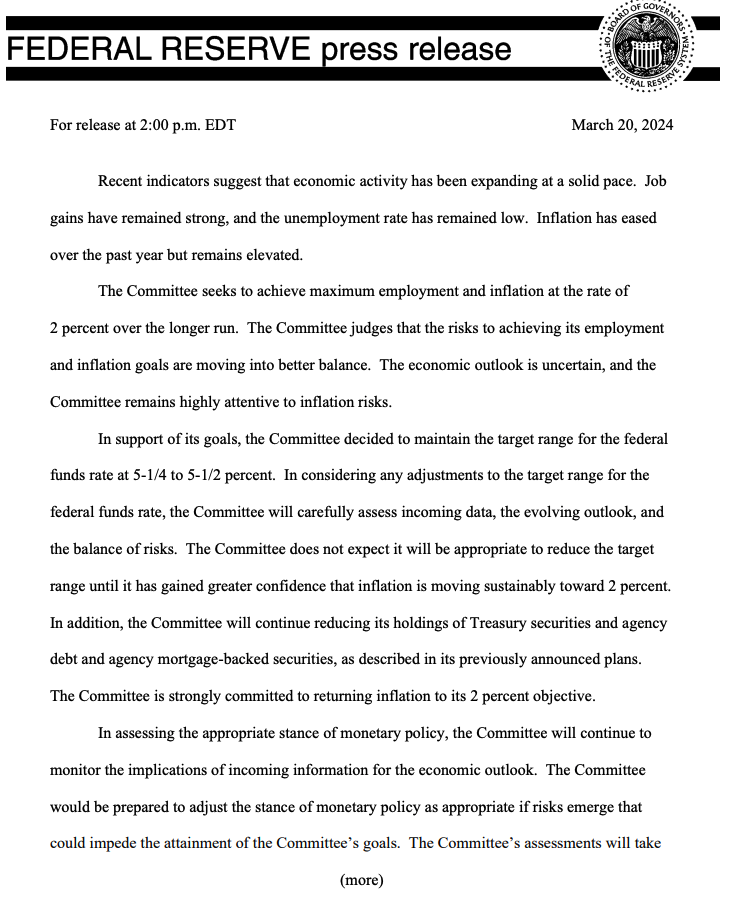 FEDERAL RESERVE press release
BOARD OF GOVERNORS
OF THE FEDERAL RESERVE SYSTEM
For release at 2:00 p.m. EDT
March 20, 2024
Recent indicators suggest that economic activity has been expanding at a solid pace.  Job
gains have remained strong, and the unemployment rate has remained low.  Inflation has eased
over the past year but remains elevated.
The Committee seeks to achieve maximum employment and inflation at the rate of
2 percent over the longer run.  The Committee judges that the risks to achieving its employment
and inflation goals are moving into better balance.  The economic outlook is uncertain, and the
Committee remains highly attentive to inflation risks.
In support of its goals, the Committee decided to maintain the target range for the federal
funds rate at 5-1/4 to 5-1/2 percent.  In considering any adjustments to the target range for the
federal funds rate, the Committee will carefully assess incoming data, the evolving outlook, and
the balance of risks.  The Committee does not expect it will be appropriate to reduce the target
range until it has gained greater confidence that inflation is moving sustainably toward 2 percent.
In addition, the Committee will continue reducing its holdings of Treasury securities and agency
debt and agency mortgage-backed securities, as described in its previously announced plans.
The Committee is strongly committed to returning inflation to its 2 percent objective.
In assessing the appropriate stance of monetary policy, the Committee will continue to
monitor the implications of incoming information for the economic outlook.  The Committee
would be prepared to adjust the stance of monetary policy as appropriate if risks emerge that
could impede the attainment of the Committee’s goals.  The Committee’s assessments will take
(more)